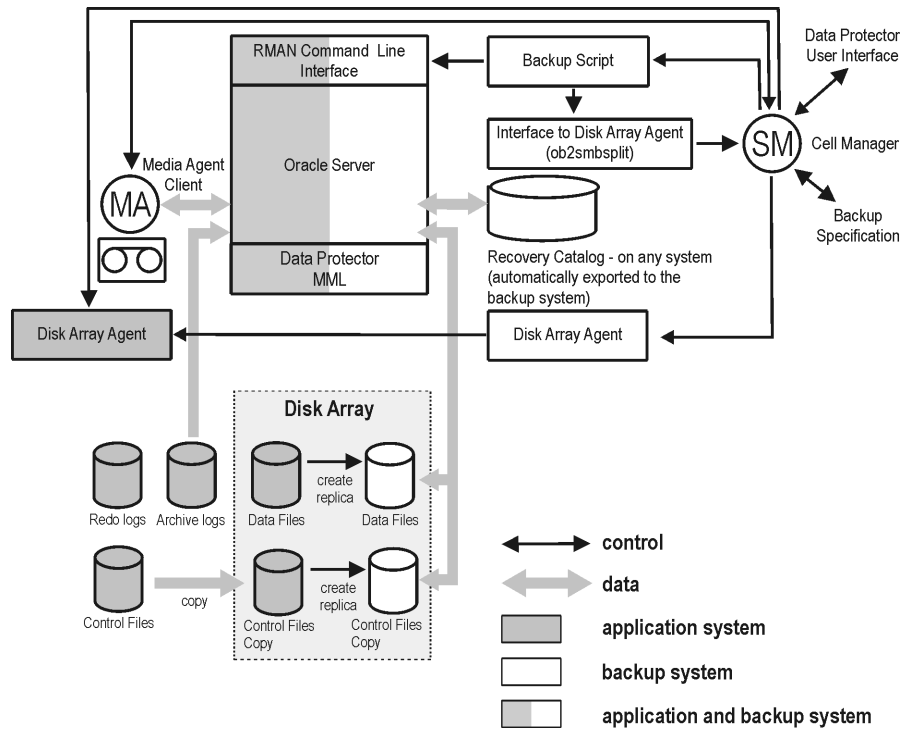 Data Protector
User Interface
RMAN Command Line
Interface
Backup Script
Interface to Disk Array Agent
(ob2smbsplit)
SM
Cell Manager
Media Agent
Client
Oracle Server
MA
Backup
Specification
Data Protector
MML
Recovery Catalog - on any system
(automatically exported to the
backup system)
Disk Array Agent
Disk Array Agent
Disk Array
create
replica
Redo logs
Archive logs
Data Files
Data Files
copy
create
replica
Control Files
Control Files
Copy
Control Files
Copy
control
data
application system
backup system
application and backup system